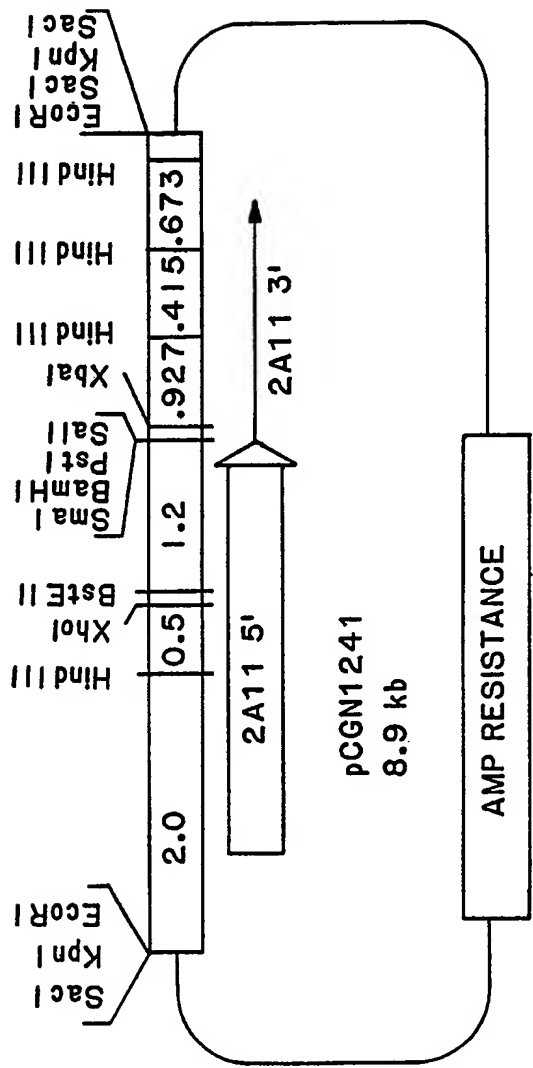 Sac I
Kpn I
EcoR I
Hind III
Xho I
BstE II
Sma I
BamH I
Pst I
Sal I
Xba I
Hind III
Hind III
Hind III
EcoR I
Sac I
Kpn I
Sac I
2.0
0.5
1.2
.927
.415
.673
2A11 5'
2A11 3'
pCGN1241
8.9 kb
AMP RESISTANCE